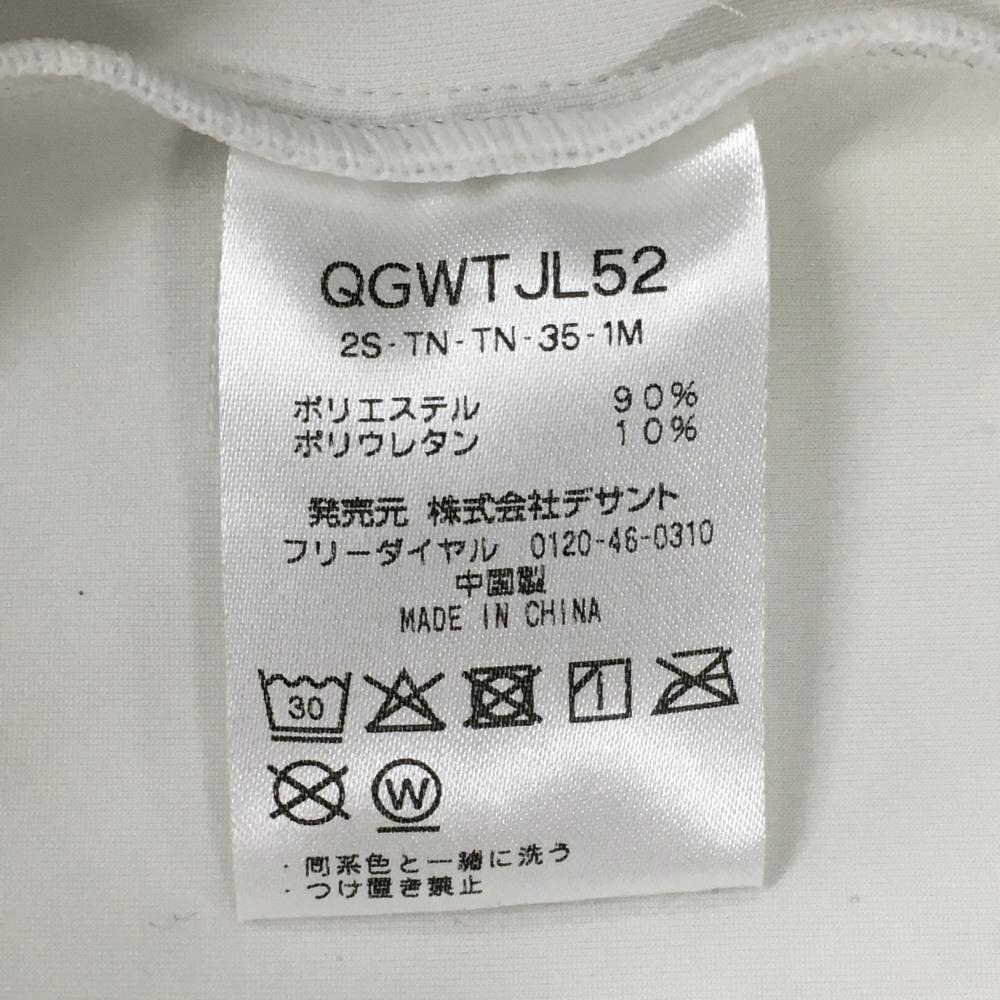 QGWTJL52
2S-TN-TN-35-1M
ポリエステル 90%
ポリウレタン 10%
発売元 株式会社デサント
フリーダイヤル 0120-46-0310
中国製
MADE IN CHINA
30
W
・同系色と一緒に洗う
・つけ置き禁止